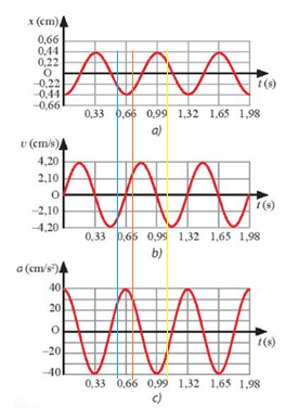 x (cm)
0,66
0,44
0,22
O
−0,22
−0,44
−0,66
t (s)
0,33 0,66 0,99 1,32 1,65 1,98
a)
υ (cm/s)
4,20
2,10
O
−2,10
−4,20
t (s)
0,33 0,66 0,99 1,32 1,65 1,98
b)
a (cm/s²)
40
20
O
−20
−40
t (s)
0,33 0,66 0,99 1,32 1,65 1,98
c)